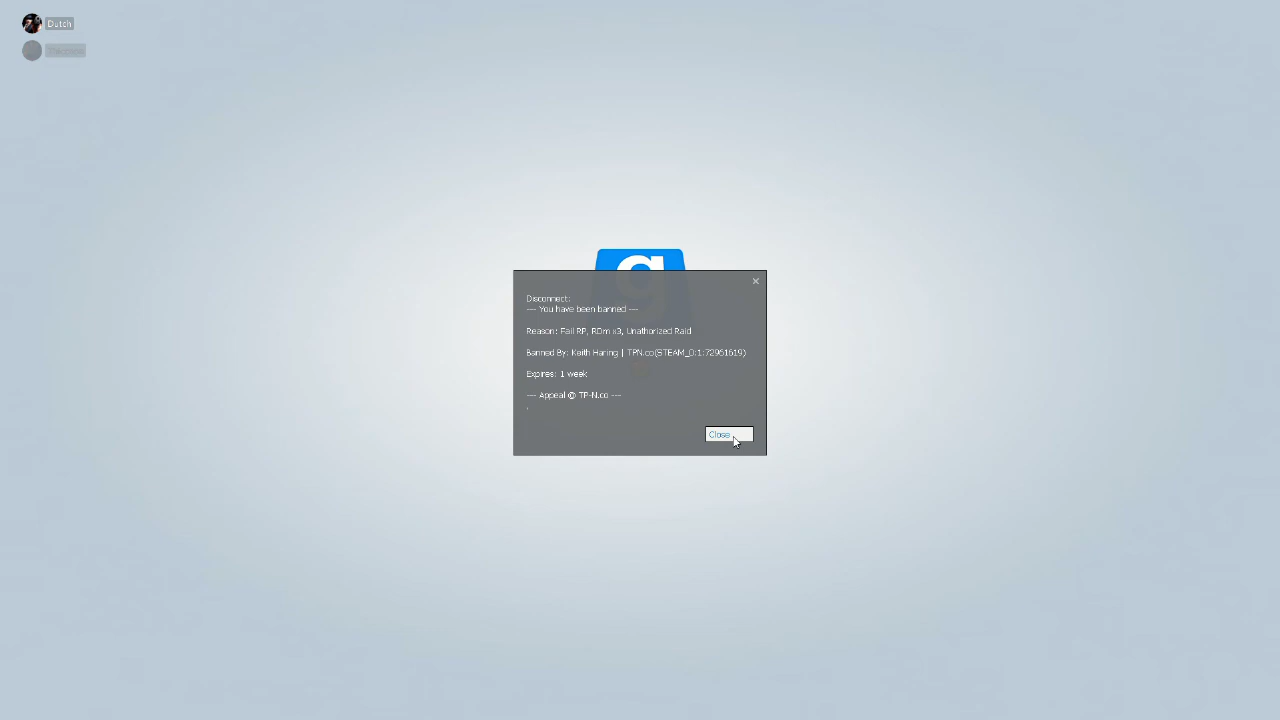 Dutch
g
Disconnect:
--- You have been banned ---
Reason: Fail RP, RDm x3, Unathorized Raid
Banned By: Keith Haring | TPN.co(STEAM_0:1:72951619)
Expires: 1 week
--- Appeal @ TP-N.co ---
.
Close